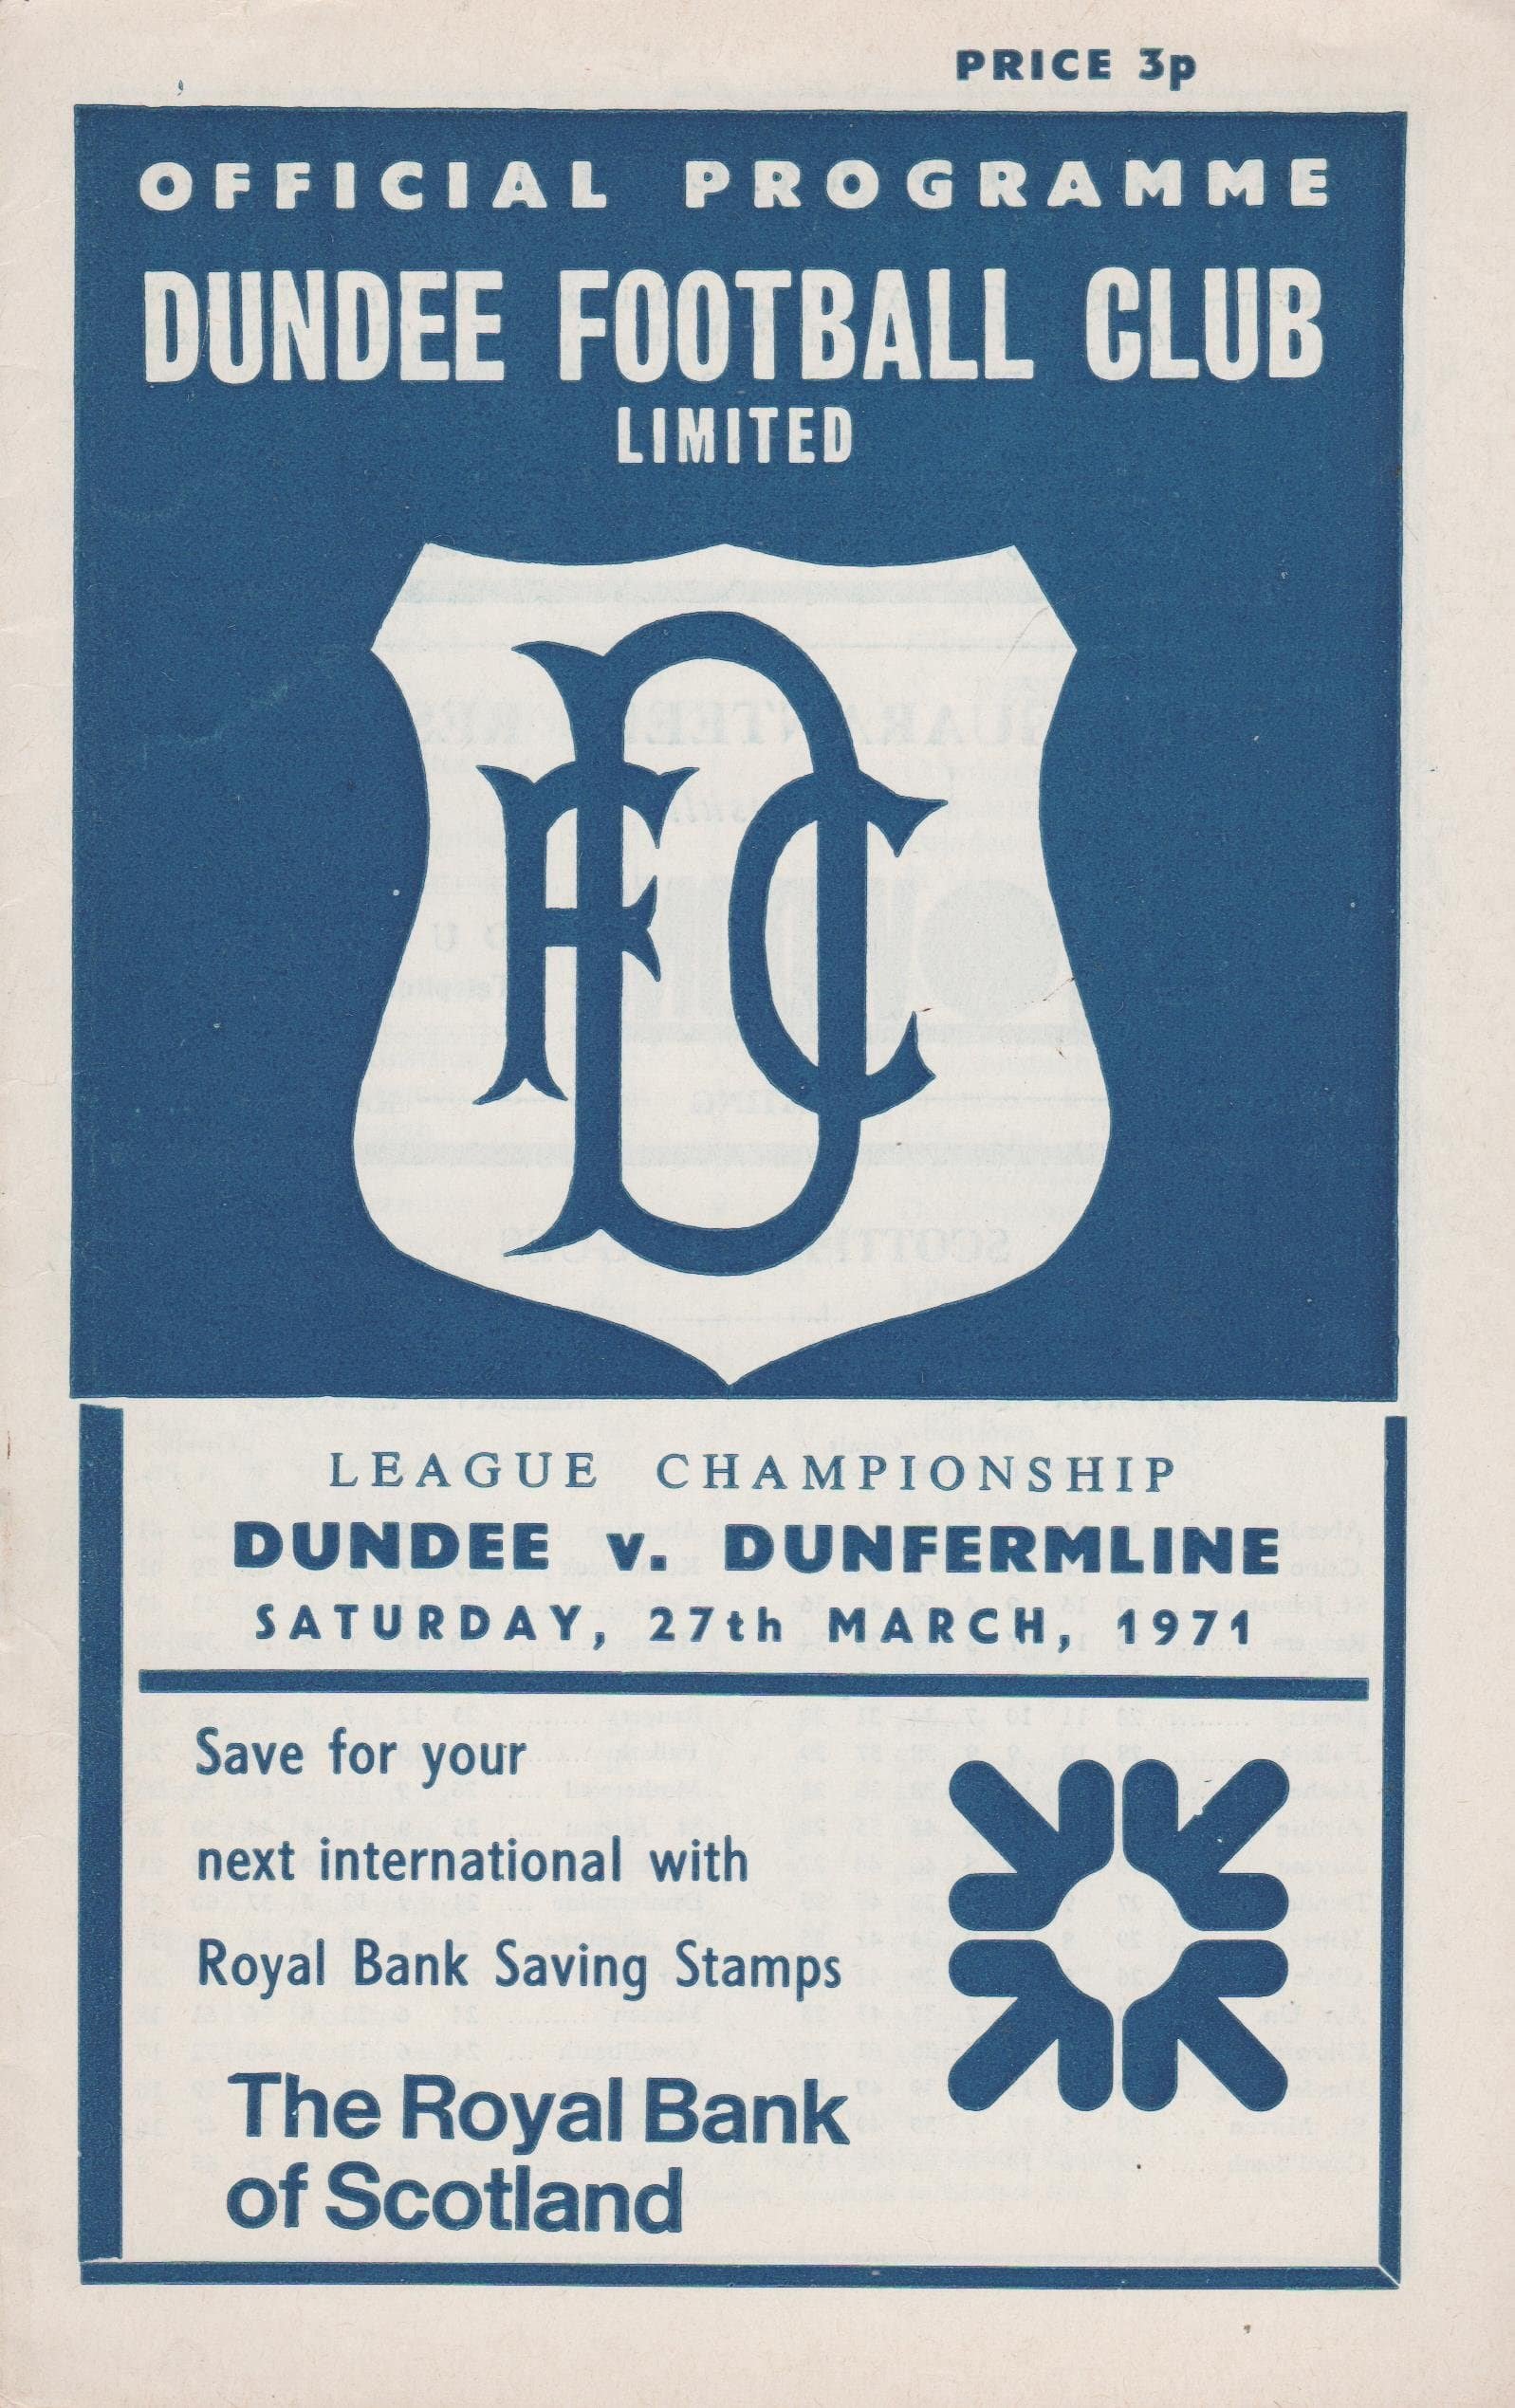 PRICE 3p
OFFICIAL PROGRAMME
DUNDEE FOOTBALL CLUB
LIMITED
DFC
LEAGUE CHAMPIONSHIP
DUNDEE v. DUNFERMLINE
SATURDAY, 27th MARCH, 1971
Save for your
next international with
Royal Bank Saving Stamps
The Royal Bank
of Scotland